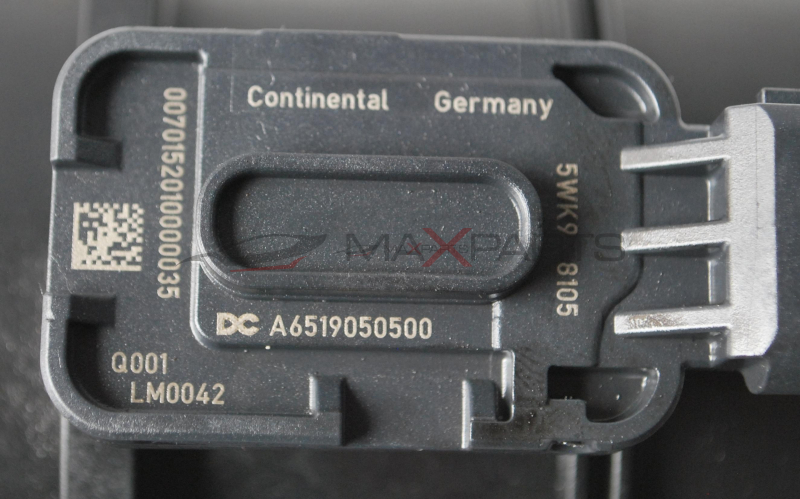 Continental Germany
0070152010000035
5WK9 8105
MAXPARTS
DC A6519050500
Q001
LM0042